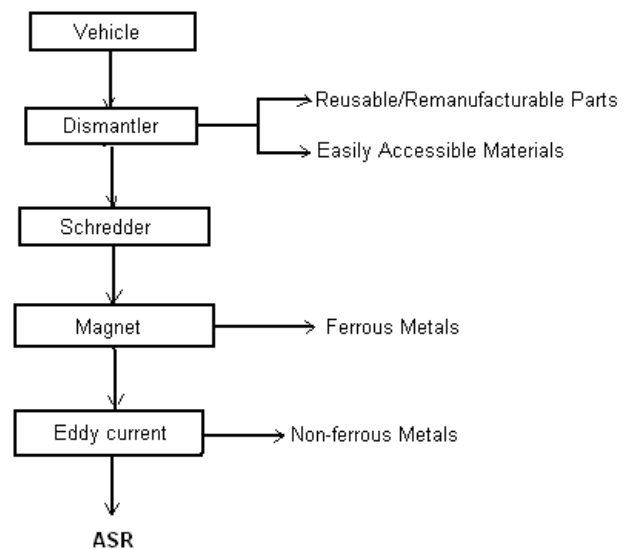 Vehicle
Dismantler
Reusable/Remanufacturable Parts
Easily Accessible Materials
Schredder
Magnet
Ferrous Metals
Eddy current
Non-ferrous Metals
ASR